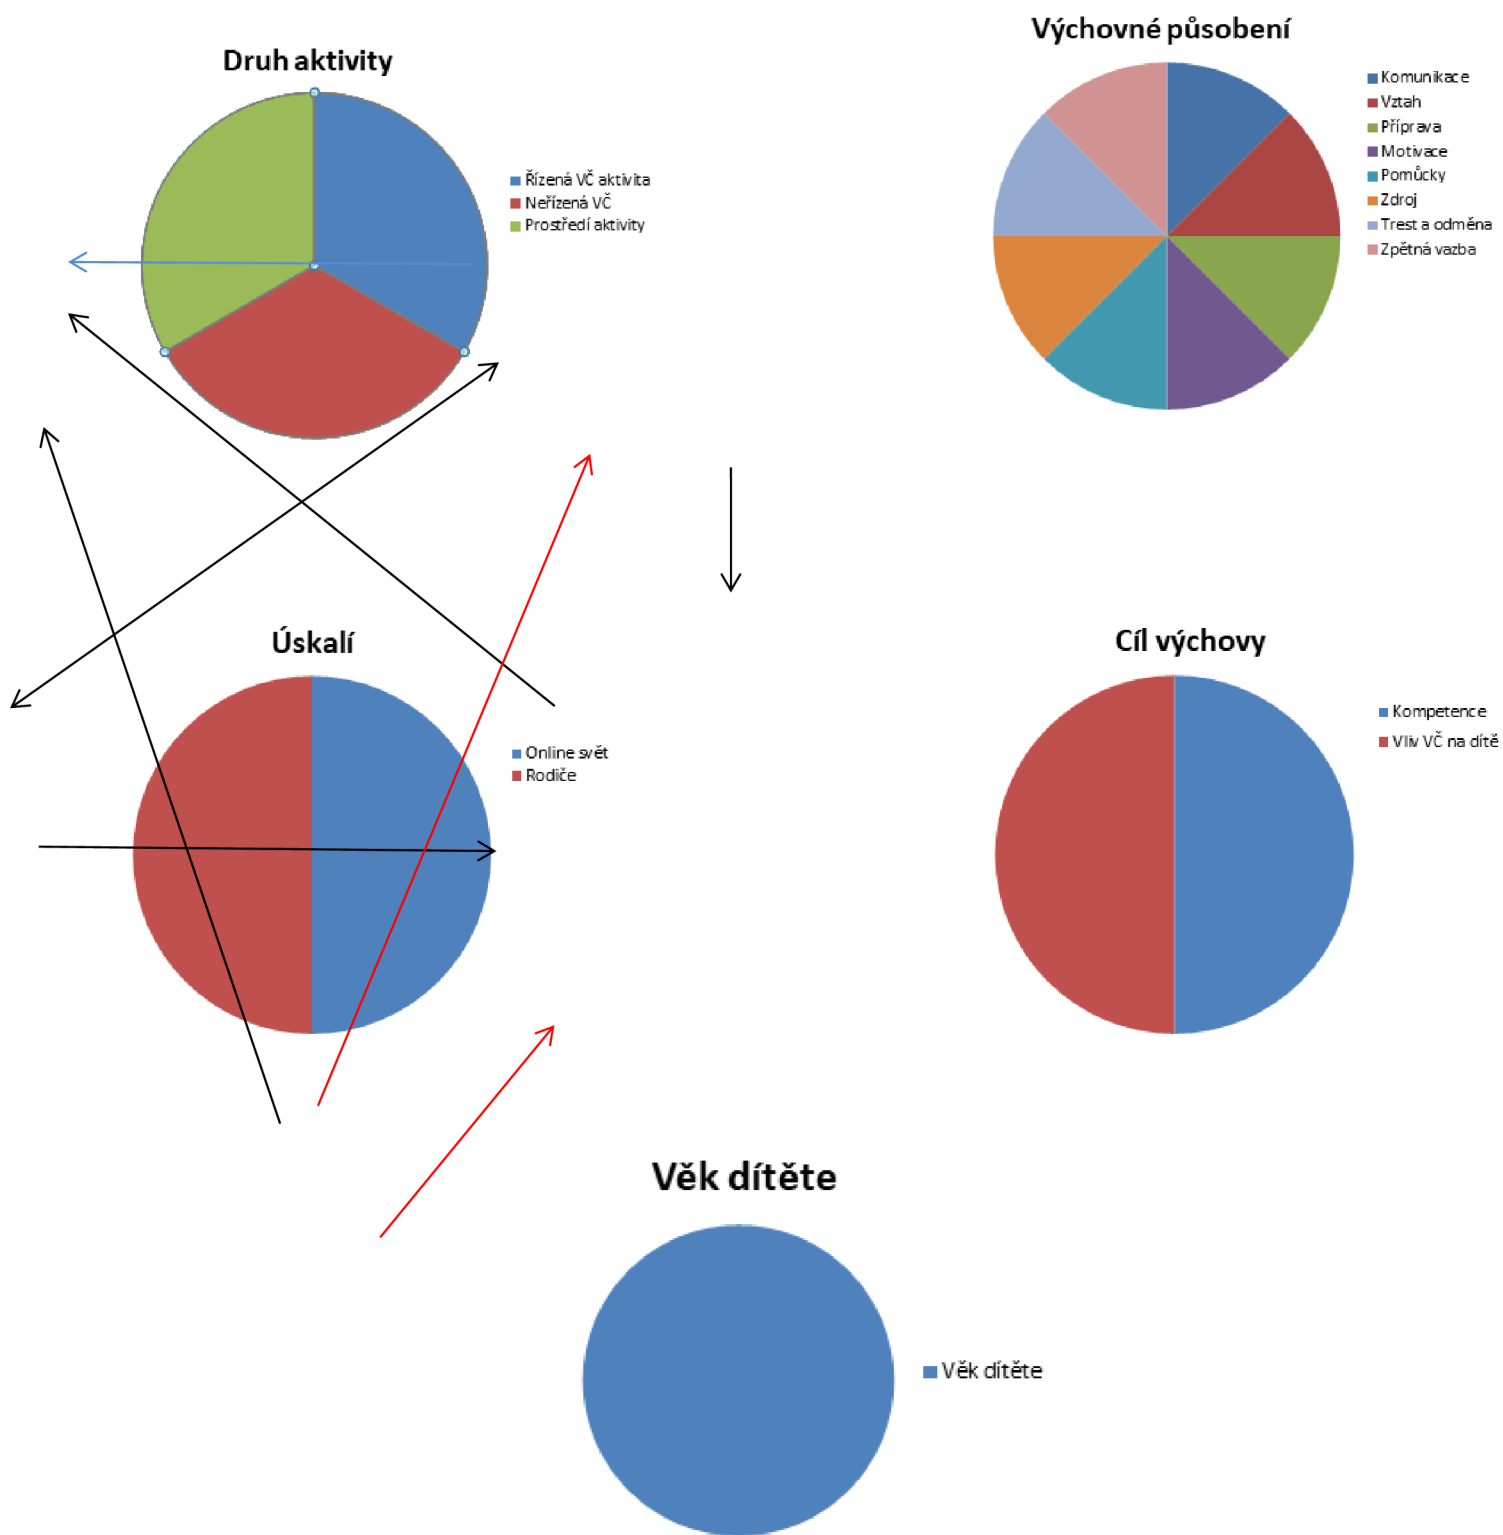 Druh aktivity
Řízená VČ aktivita
Neřízená VČ
Prostředí aktivity
Výchovné působení
Komunikace
Vztah
Příprava
Motivace
Pomůcky
Zdroj
Trest a odměna
Zpětná vazba
Úskalí
Online svět
Rodiče
Cíl výchovy
Kompetence
Vliv VČ na dítě
Věk dítěte
Věk dítěte